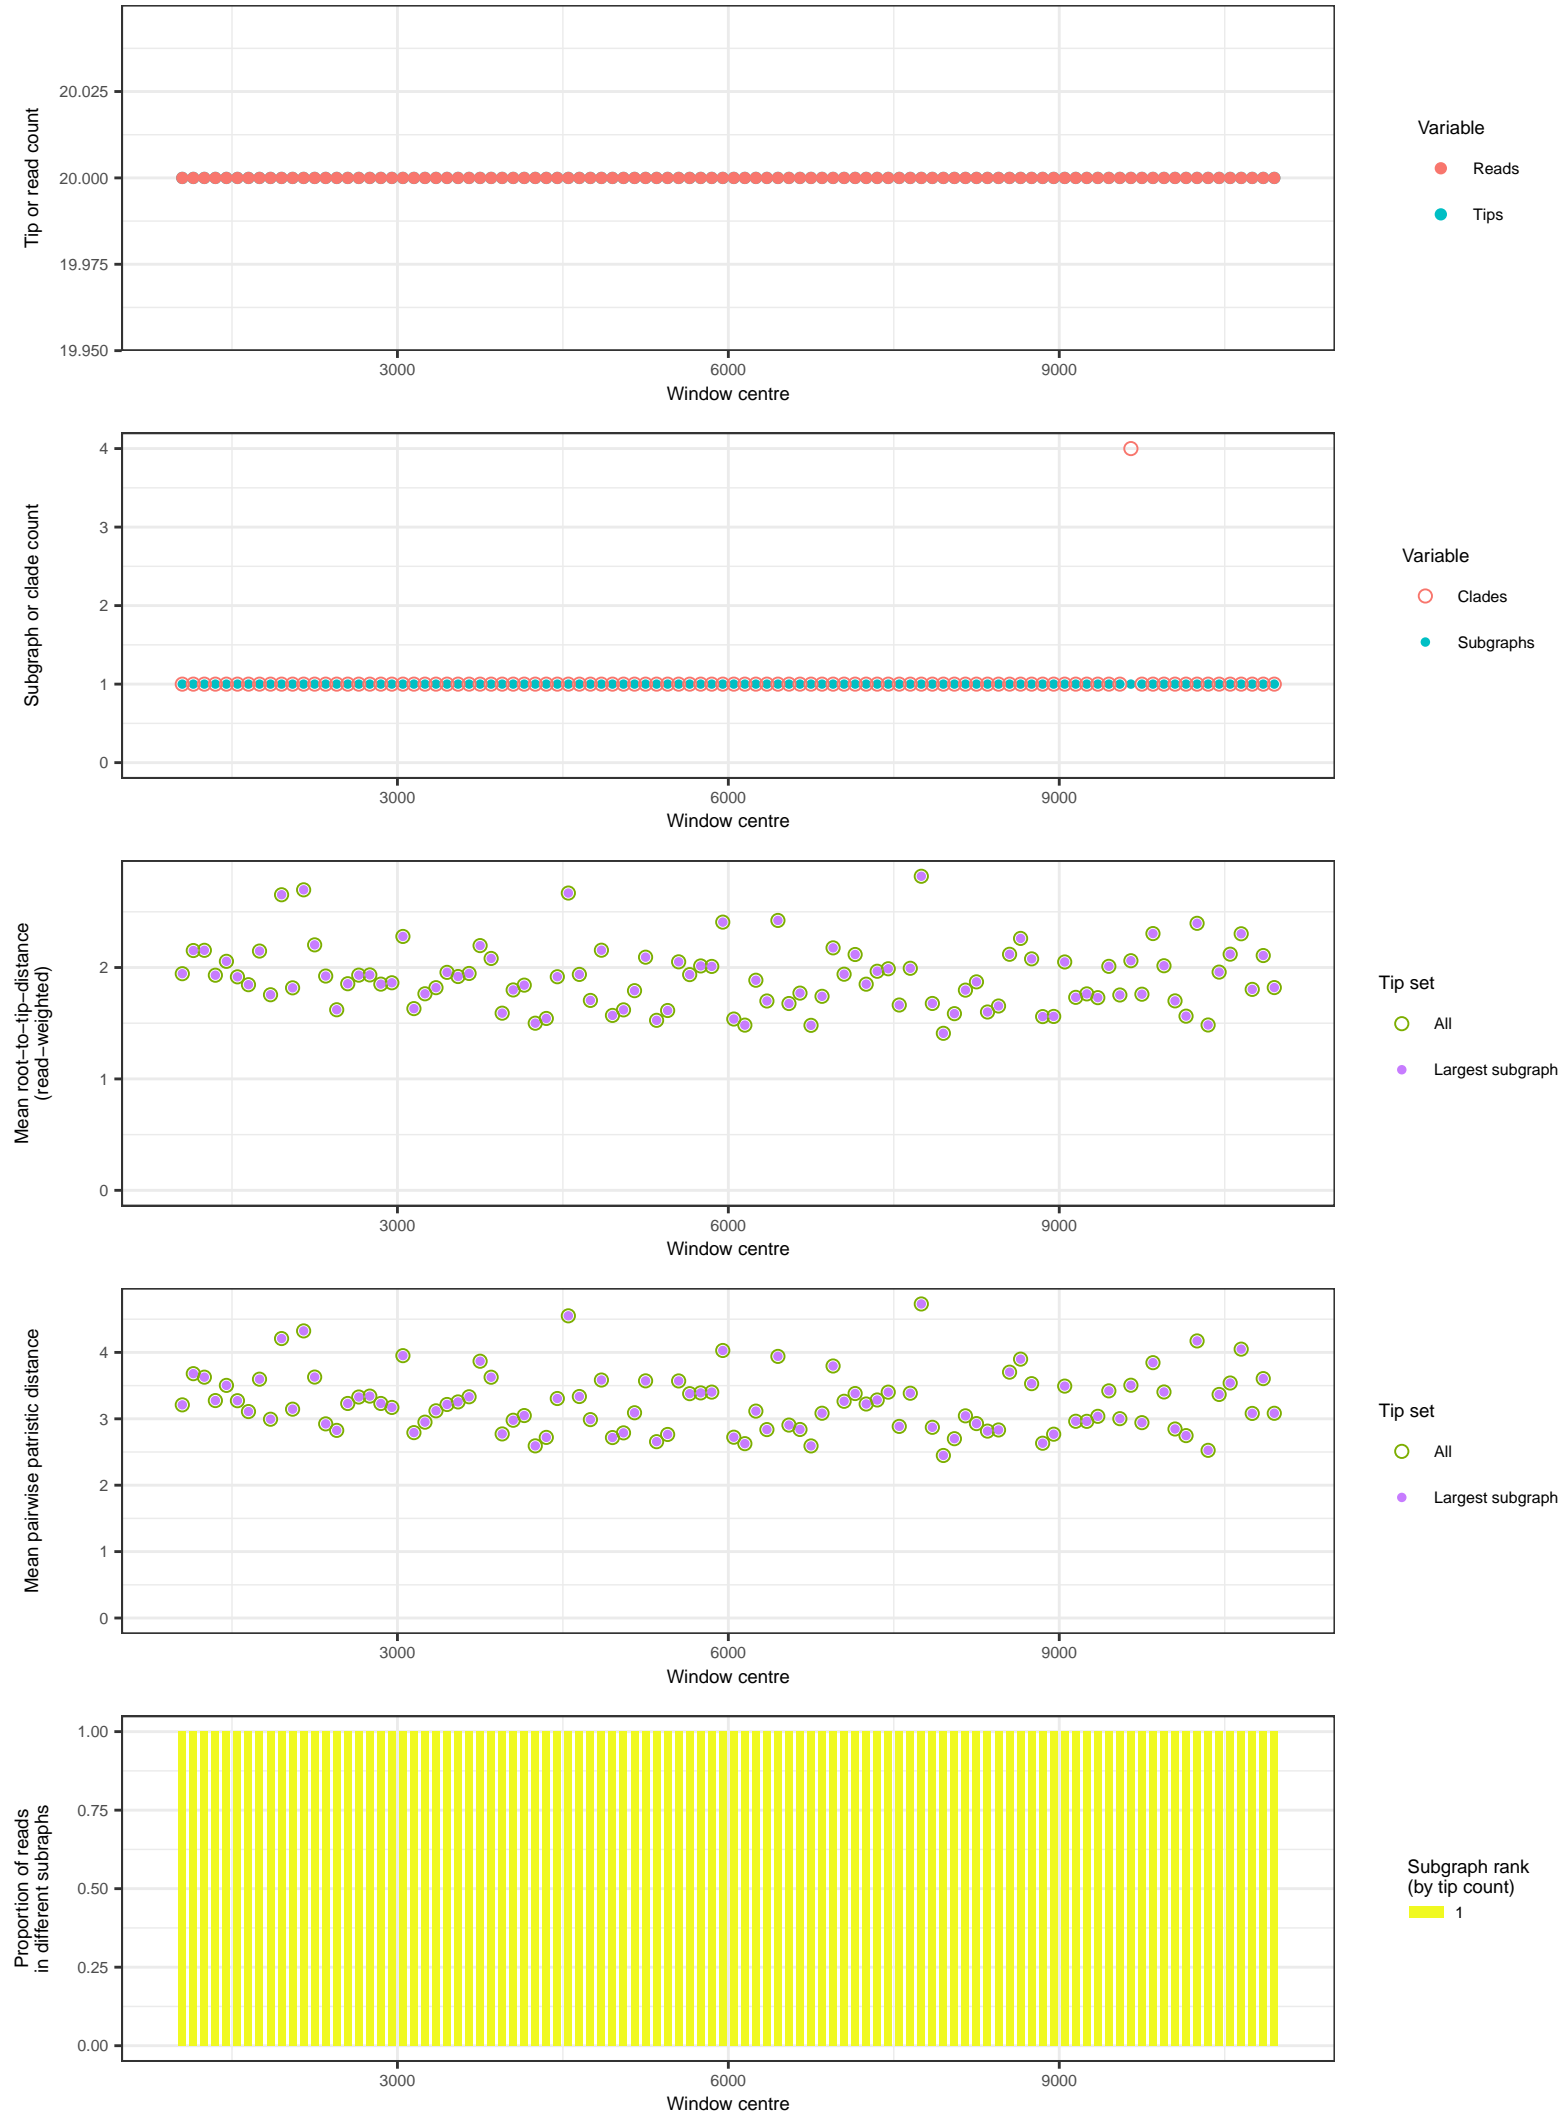 20.025
20.000
19.975
19.950
Tip or read count
3000
6000
9000
Window centre
Variable
Reads
Tips
4
3
2
1
0
Subgraph or clade count
3000
6000
9000
Window centre
Variable
Clades
Subgraphs
2
1
0
Mean root−to−tip−distance
(read−weighted)
3000
6000
9000
Window centre
Tip set
All
Largest subgraph
4
3
2
1
0
Mean pairwise patristic distance
3000
6000
9000
Window centre
Tip set
All
Largest subgraph
1.00
0.75
0.50
0.25
0.00
Proportion of reads
in different subraphs
3000
6000
9000
Window centre
Subgraph rank
(by tip count)
1